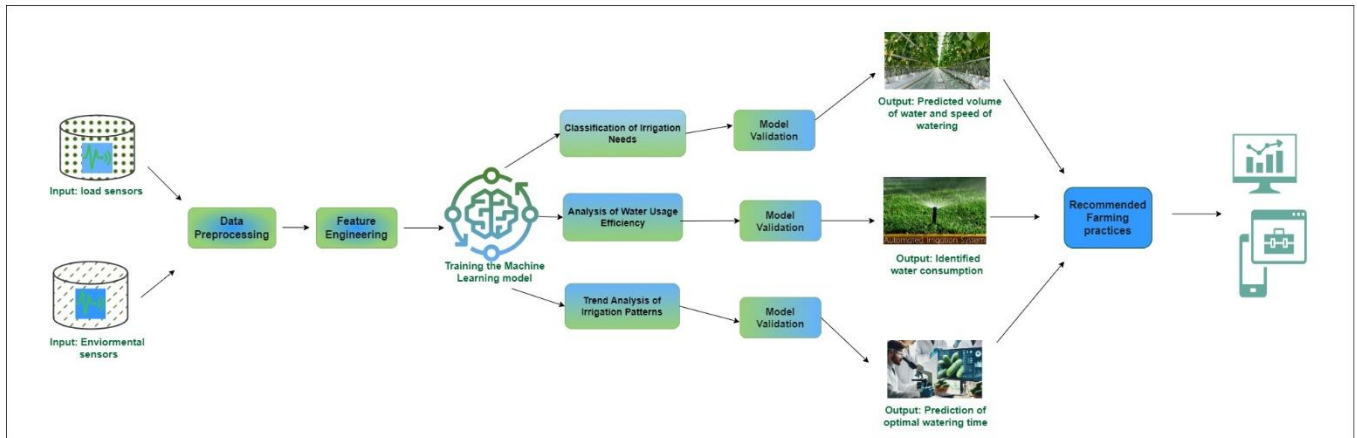 Input: load sensors
Input: Enviormental
sensors
Data
Preprocessing
Feature
Engineering
Training the Machine
Learning model
Classification of Irrigation
Needs
Model
Validation
Output: Predicted volume
of water and speed of
watering
Analysis of Water Usage
Efficiency
Model
Validation
Automated Irrigation System
Output: Identified
water consumption
Trend Analysis of
Irrigation Patterns
Model
Validation
Output: Prediction of
optimal watering time
Recommended
Farming
practices